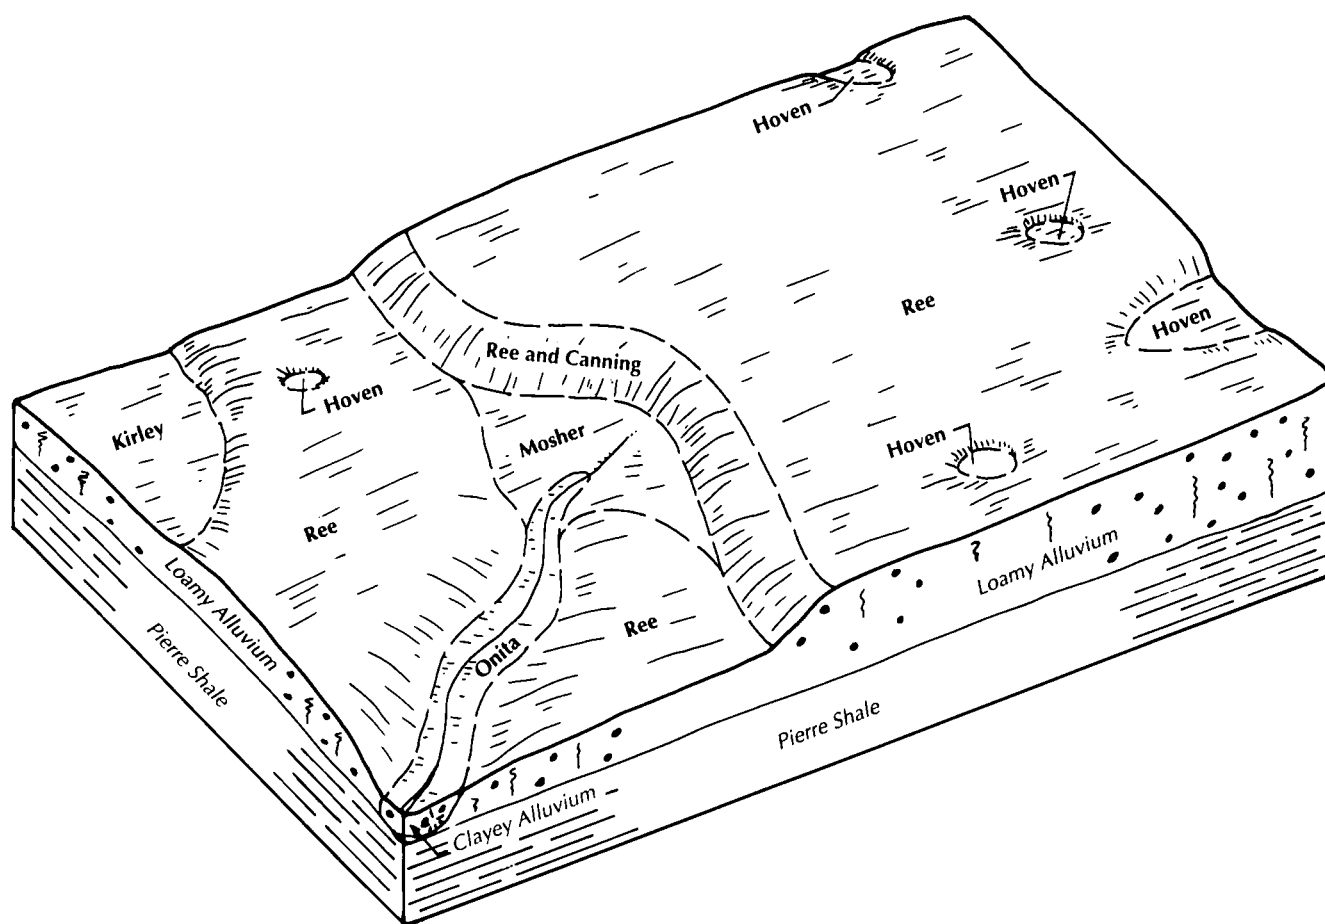 Hoven
Hoven
Ree
Hoven
Ree and Canning
Hoven
Kirley
Mosher
Hoven
Ree
Loamy Alluvium
Loamy Alluvium
Ree
Onita
Pierre Shale
Pierre Shale
Clayey Alluvium